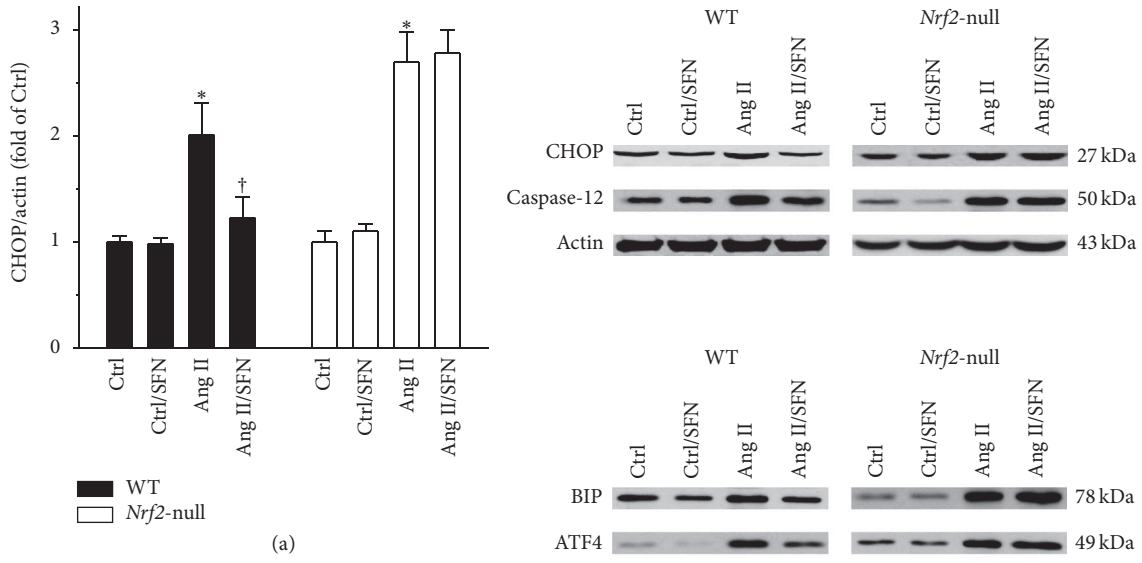 CHOP/actin (fold of Ctrl)
3
2
1
0
Ctrl
Ctrl/SFN
Ang II
Ang II/SFN
Ctrl
Ctrl/SFN
Ang II
Ang II/SFN
*
†
*
WT
Nrf2-null
(a)
WT Nrf2-null
Ctrl
Ctrl/SFN
Ang II
Ang II/SFN
Ctrl
Ctrl/SFN
Ang II
Ang II/SFN
CHOP 27 kDa
Caspase-12 50 kDa
Actin 43 kDa
WT Nrf2-null
Ctrl
Ctrl/SFN
Ang II
Ang II/SFN
Ctrl
Ctrl/SFN
Ang II
Ang II/SFN
BIP 78 kDa
ATF4 49 kDa